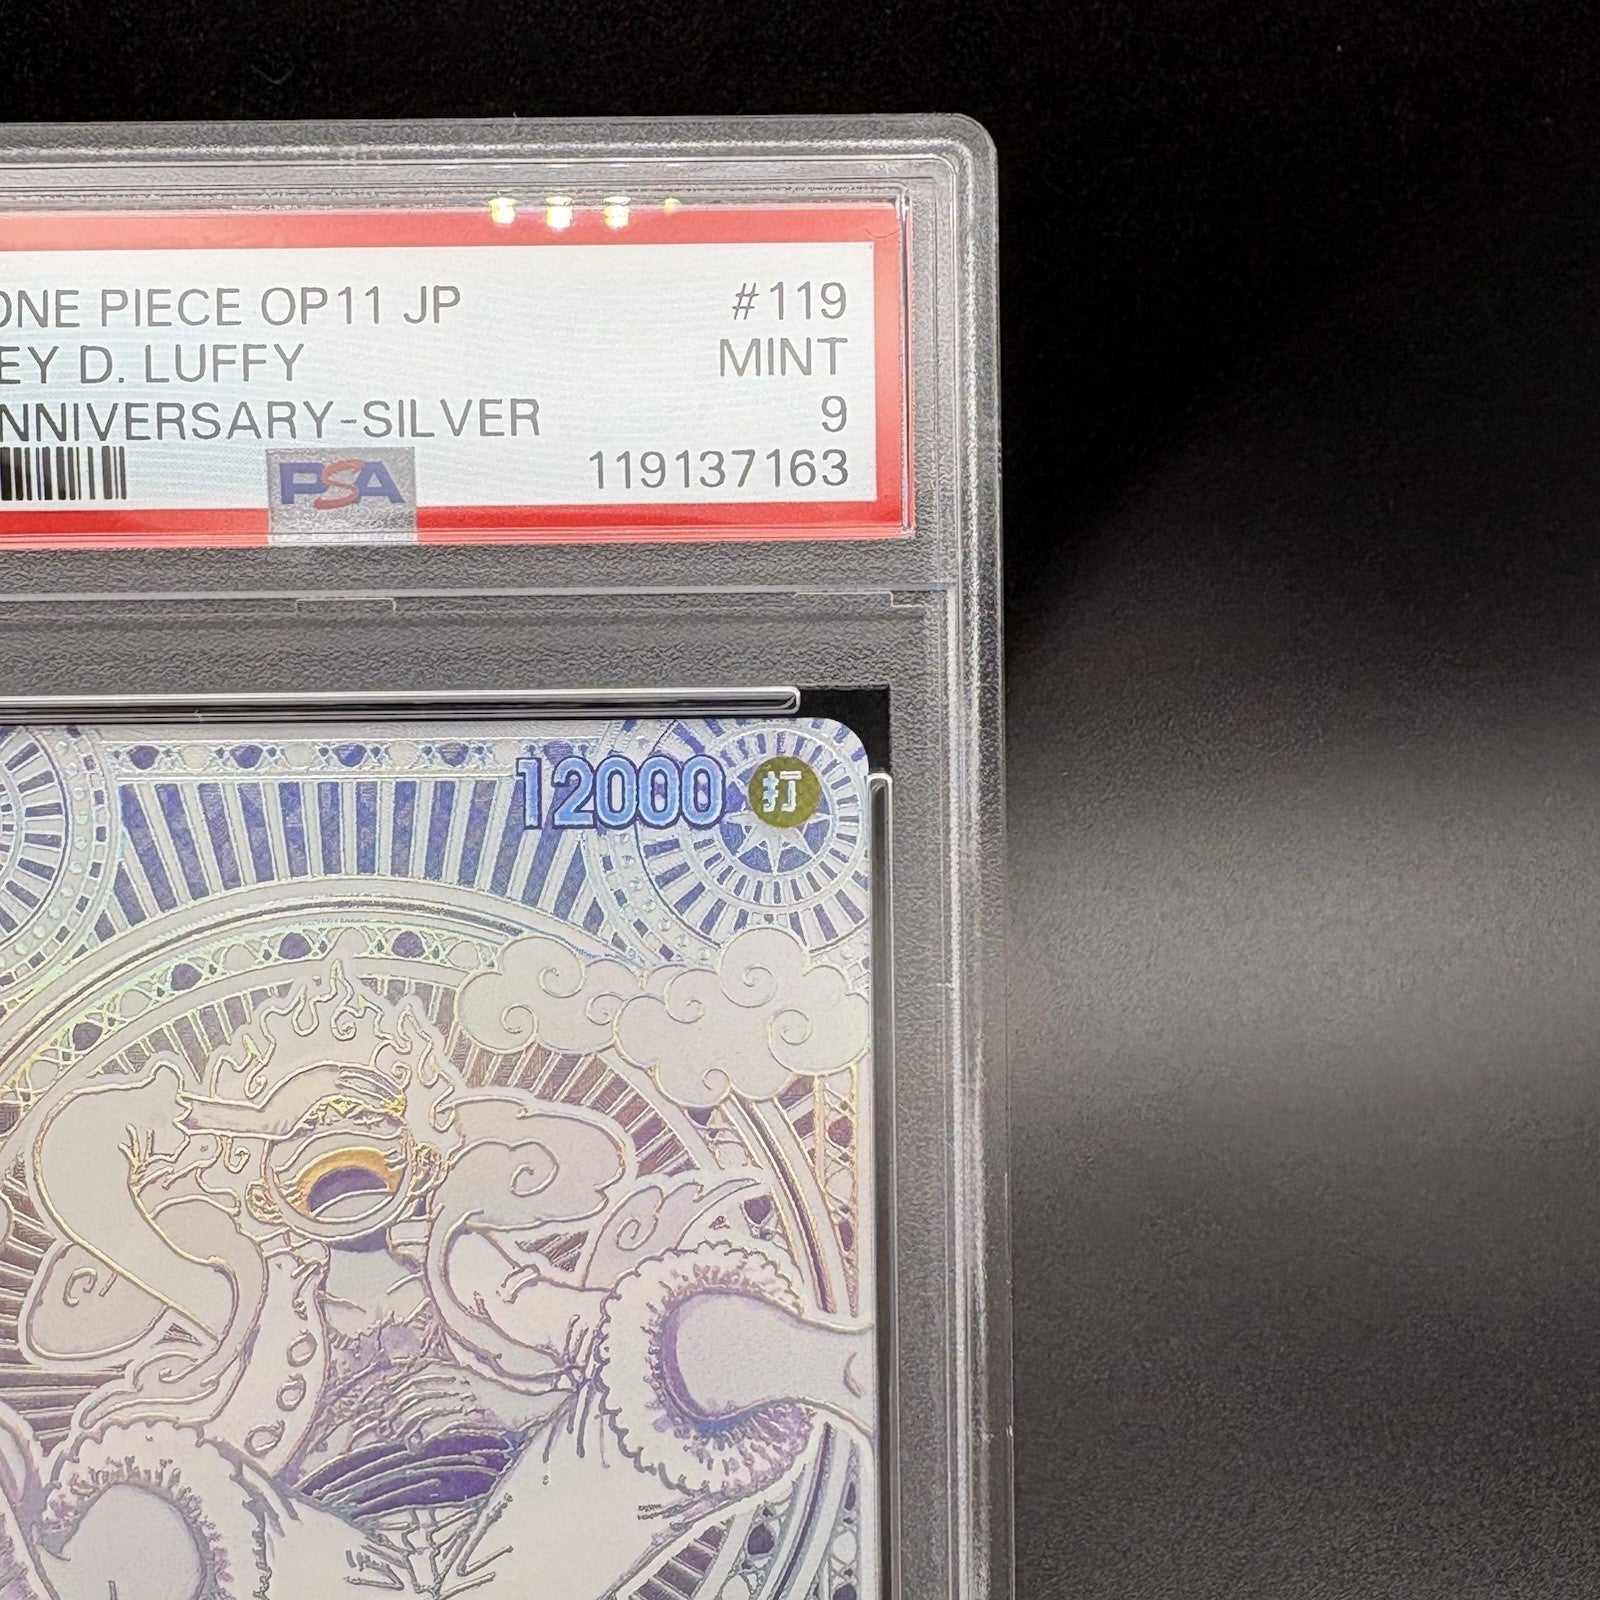 ONE PIECE OP11 JP #119
EY D. LUFFY MINT
NNIVERSARY-SILVER 9
PSA 119137163
12000 打